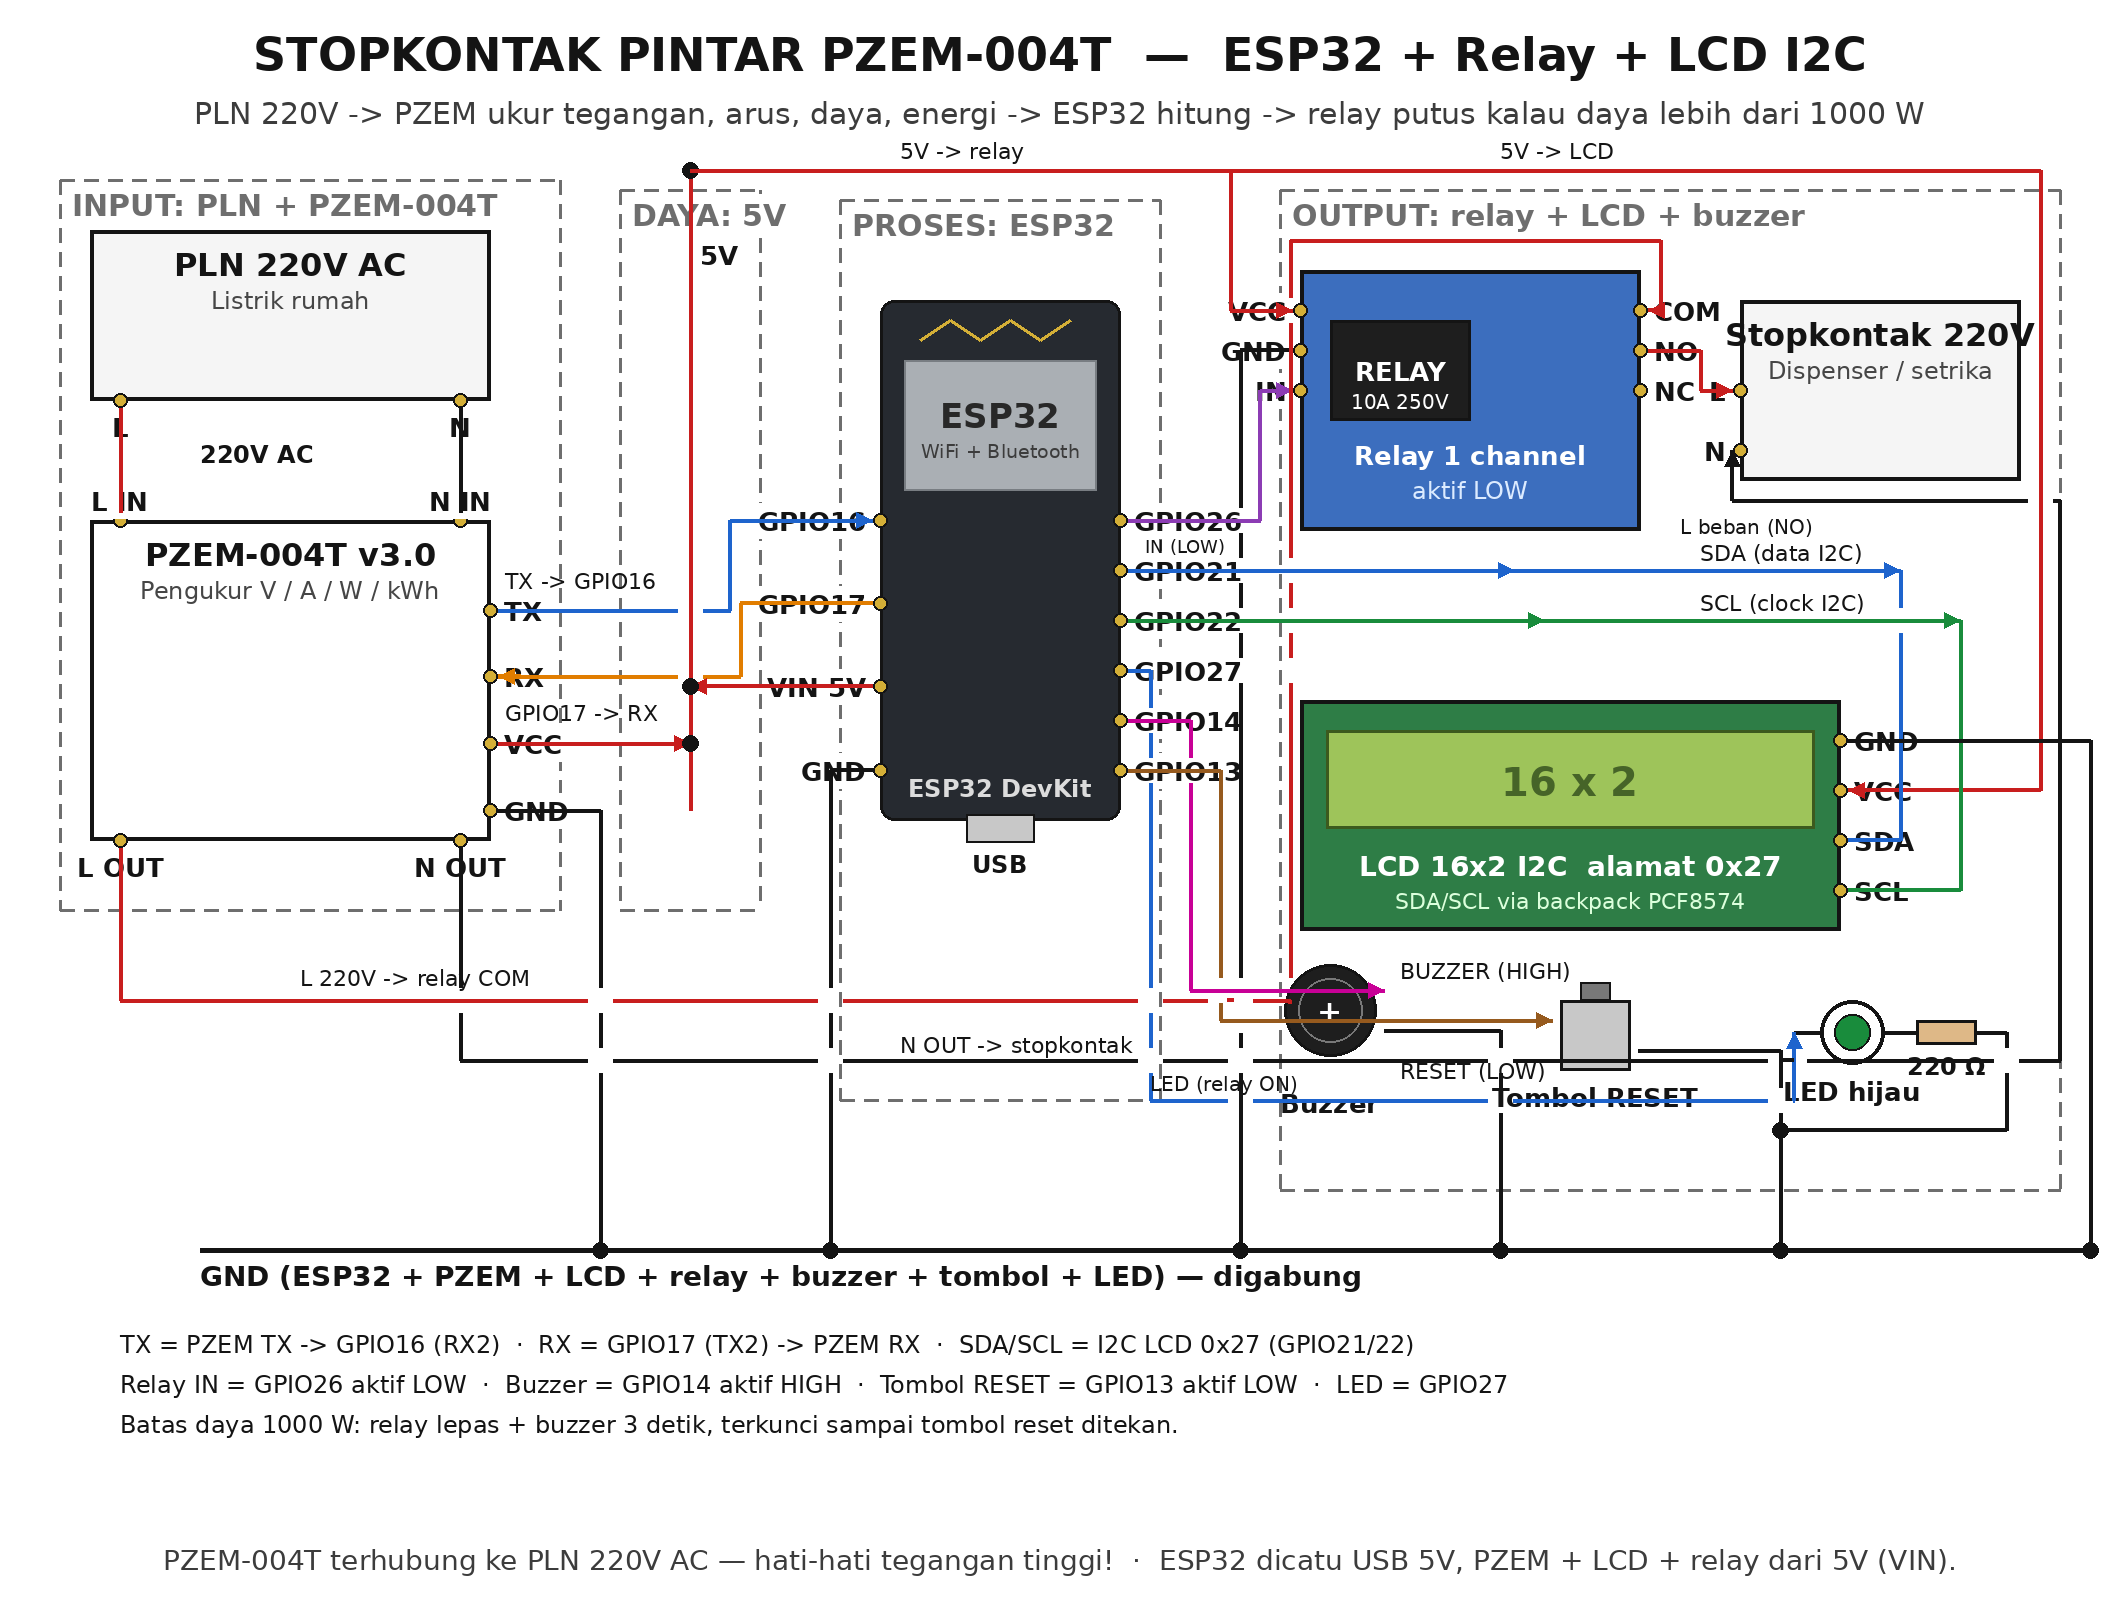 STOPKONTAK PINTAR PZEM-004T — ESP32 + Relay + LCD I2C
PLN 220V -> PZEM ukur tegangan, arus, daya, energi -> ESP32 hitung -> relay putus kalau daya lebih dari 1000 W
5V -> relay
5V -> LCD
INPUT: PLN + PZEM-004T
PLN 220V AC
Listrik rumah
L
N
220V AC
L IN
N IN
PZEM-004T v3.0
Pengukur V / A / W / kWh
TX -> GPIO16
TX
RX
GPIO17 -> RX
VCC
GND
L OUT
N OUT
DAYA: 5V
5V
PROSES: ESP32
ESP32
WiFi + Bluetooth
GPIO16
GPIO17
VIN 5V
GND
GPIO26
IN (LOW)
GPIO21
GPIO22
GPIO27
GPIO14
GPIO13
ESP32 DevKit
USB
OUTPUT: relay + LCD + buzzer
VCC
GND
IN
RELAY
10A 250V
Relay 1 channel
aktif LOW
COM
NO
NC
Stopkontak 220V
Dispenser / setrika
L
N
L beban (NO)
SDA (data I2C)
SCL (clock I2C)
16 x 2
LCD 16x2 I2C alamat 0x27
SDA/SCL via backpack PCF8574
GND
VCC
SDA
SCL
L 220V -> relay COM
N OUT -> stopkontak
BUZZER (HIGH)
+
RESET (LOW)
LED (relay ON)
Buzzer
Tombol RESET
220 Ω
LED hijau
GND (ESP32 + PZEM + LCD + relay + buzzer + tombol + LED) — digabung
TX = PZEM TX -> GPIO16 (RX2) · RX = GPIO17 (TX2) -> PZEM RX · SDA/SCL = I2C LCD 0x27 (GPIO21/22)
Relay IN = GPIO26 aktif LOW · Buzzer = GPIO14 aktif HIGH · Tombol RESET = GPIO13 aktif LOW · LED = GPIO27
Batas daya 1000 W: relay lepas + buzzer 3 detik, terkunci sampai tombol reset ditekan.
PZEM-004T terhubung ke PLN 220V AC — hati-hati tegangan tinggi! · ESP32 dicatu USB 5V, PZEM + LCD + relay dari 5V (VIN).